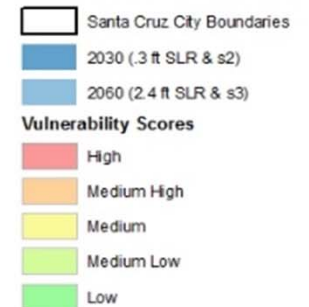 Santa Cruz City Boundaries
2030 (.3 ft SLR & s2)
2060 (2.4 ft SLR & s3)
Vulnerability Scores
High
Medium High
Medium
Medium Low
Low